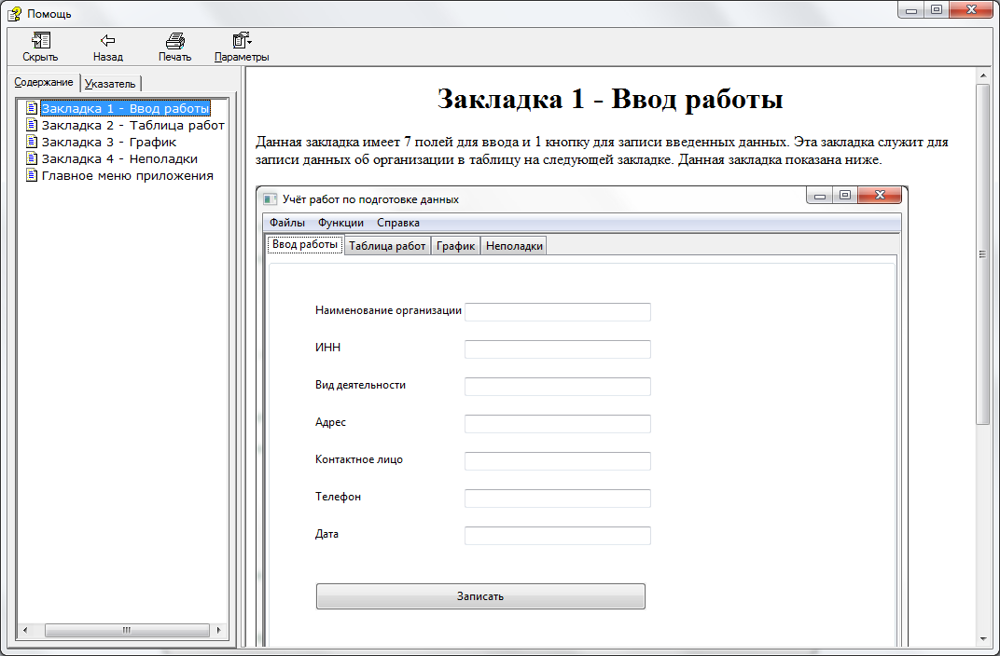 Помощь
Скрыть
Назад
Печать
Параметры
Содержание
Указатель
Закладка 1 - Ввод работы
Закладка 2 - Таблица работ
Закладка 3 - График
Закладка 4 - Неполадки
Главное меню приложения
Закладка 1 - Ввод работы
Данная закладка имеет 7 полей для ввода и 1 кнопку для записи введенных данных. Эта закладка служит для
записи данных об организации в таблицу на следующей закладке. Данная закладка показана ниже.
Учёт работ по подготовке данных
Файлы Функции Справка
Ввод работы Таблица работ График Неполадки
Наименование организации
ИНН
Вид деятельности
Адрес
Контактное лицо
Телефон
Дата
Записать